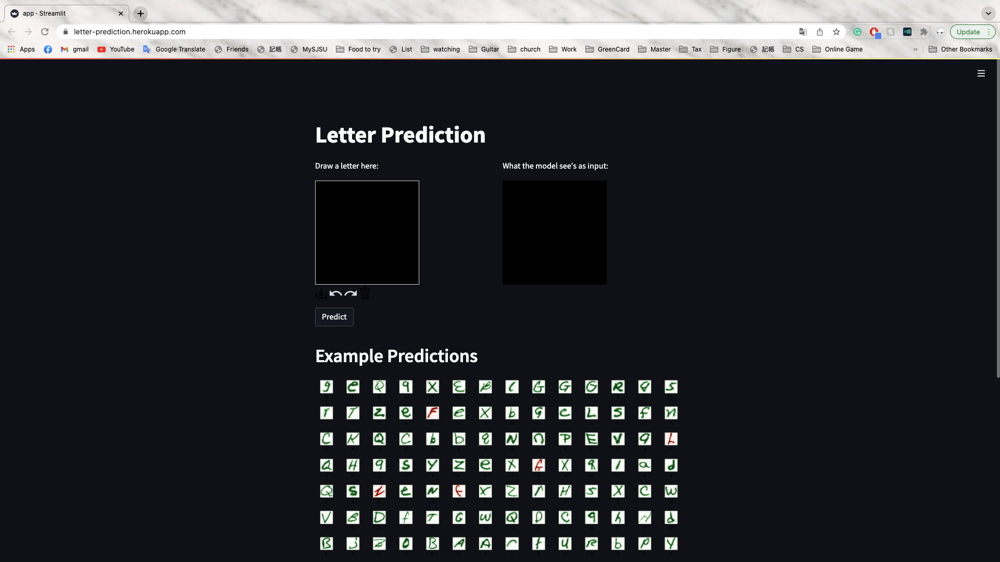 app · Streamlit
letter-prediction.herokuapp.com
Update
Apps gmail YouTube Google Translate Friends 記帳 MySJSU Food to try List watching Guitar church Work GreenCard Master Tax Figure 記帳 CS Online Game » Other Bookmarks
Letter Prediction
Draw a letter here: What the model see's as input:
Predict
Example Predictions
g e Q q X E B C G G G R q S
r T Z e F e X b G C L S f n
C K Q C b b q N n P E V q L
Q H q S Y Z e X f X q l a d
Q S Z e N E X Z r H S X C W
V B D f T G W Q D C q h N d
B j B O B A A r t U R b P Y